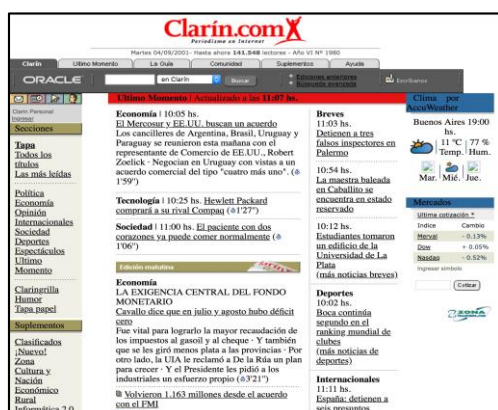 Clarín.com
Periodismo en Internet
Martes 04/09/2001- Hasta ahora 141.548 lectores - Año VI Nº 1980
Clarín
Ultimo Momento
La Guía
Comunidad
Suplementos
Ayuda
ORACLE
en Clarín
Buscar
Ediciones anteriores
Búsqueda avanzada
Escríbanos
Clarín Personal
Ingresar
Secciones
Tapa
Todos los
títulos
Las más leídas
Política
Economía
Opinión
Internacionales
Sociedad
Deportes
Espectáculos
Ultimo
Momento
Claringrilla
Humor
Tapa papel
Suplementos
Clasificados
¡Nuevo!
Zona
Cultura y
Nación
Económico
Rural
Informática 2.0
Ultimo Momento | Actualizado a las 11:07 hs.
Economía | 10:05 hs.
El Mercosur y EE.UU. buscan un acuerdo
Los cancilleres de Argentina, Brasil, Uruguay y
Paraguay se reunieron esta mañana con el
representante de Comercio de EE.UU., Robert
Zoelick · Negocian en Uruguay con vistas a un
acuerdo comercial del tipo "cuatro más uno". (
1'59")
Tecnología | 10:25 hs. Hewlett Packard
comprará a su rival Compaq (1'27")
Sociedad | 11:00 hs. El paciente con dos
corazones ya puede comer normalmente (
1'06")
Edición matutina
Economía
LA EXIGENCIA CENTRAL DEL FONDO
MONETARIO
Cavallo dice que en julio y agosto hubo déficit
cero
Fue vital para lograrlo la mayor recaudación de
los impuestos al gasoil y al cheque · Y también
que se les giró menos plata a las provincias · Por
otro lado, la UIA le reclamó a De la Rúa un plan
para crecer · Y el Presidente les pidió a los
industriales un esfuerzo propio (3'21")
Volvieron 1.163 millones desde el acuerdo
con el FMI
Breves
11:03 hs.
Detienen a tres
falsos inspectores en
Palermo
10:54 hs.
La maestra baleada
en Caballito se
encuentra en estado
reservado
10:12 hs.
Estudiantes tomaron
un edificio de la
Universidad de La
Plata
(más noticias breves)
Deportes
10:02 hs.
Boca continúa
segundo en el
ranking mundial de
clubes
(más noticias de
deportes)
Internacionales
11:11 hs.
España: detienen a
seis presuntos
Clima por
AccuWeather
Buenos Aires 19:00
hs.
11 °C 77 %
Temp. Hum.
Mar. Mié. Jue.
Mercados
Ultima cotización *
Indice Cambio
Merval - 0.13%
Dow + 0.05%
Nasdaq - 0.52%
Ingresar símbolo
Cotizar
ZONA